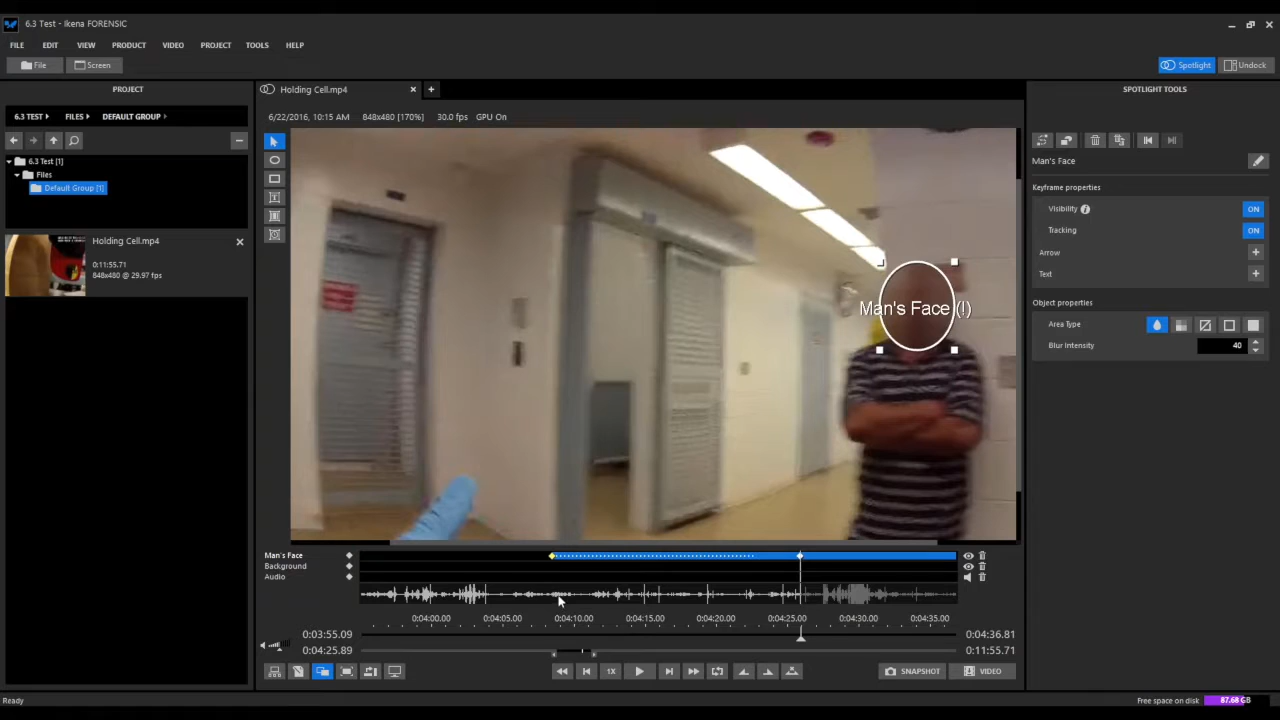 6.3 Test - Ikena FORENSIC
FILE EDIT VIEW PRODUCT VIDEO PROJECT TOOLS HELP
File Screen Spotlight Undock
PROJECT
Holding Cell.mp4
SPOTLIGHT TOOLS
6.3 TEST FILES DEFAULT GROUP
6/22/2016, 10:15 AM 848x480 [170%] 30.0 fps GPU On
6.3 Test [1]
Files
Default Group [1]
Holding Cell.mp4
0:11:55.71
848x480 @ 29.97 fps
Man's Face
Keyframe properties
Visibility ON
Tracking ON
Arrow
Text
Object properties
Area Type
Blur Intensity 40
Man's Face (!)
Man's Face
Background
Audio
0:04:00.00 0:04:05.00 0:04:10.00 0:04:15.00 0:04:20.00 0:04:25.00 0:04:30.00 0:04:35.00
0:03:55.09 0:04:36.81
0:04:25.89 0:11:55.71
1X SNAPSHOT VIDEO
Ready Free space on disk 87.68 GB